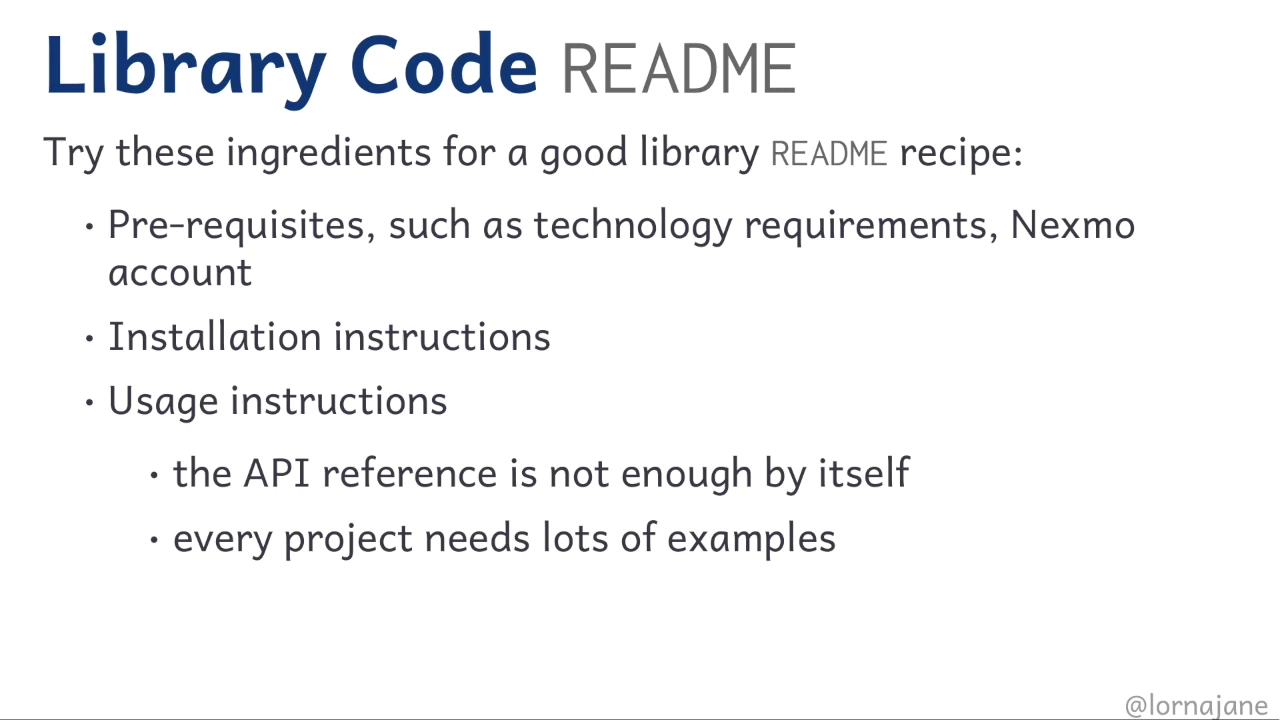 Library Code README
Try these ingredients for a good library README recipe:
• Pre-requisites, such as technology requirements, Nexmo
account
• Installation instructions
• Usage instructions
• the API reference is not enough by itself
• every project needs lots of examples
@lornajane